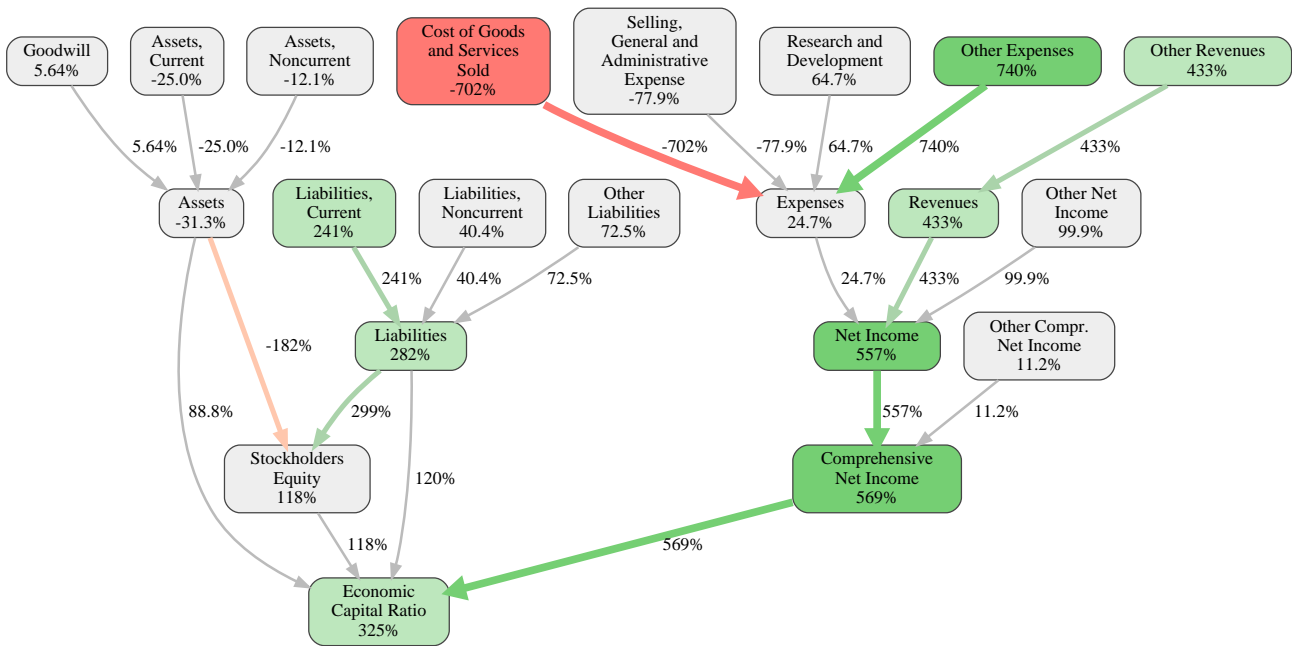 Goodwill
5.64%
Assets,
Current
-25.0%
Assets,
Noncurrent
-12.1%
Cost of Goods
and Services
Sold
-702%
Selling,
General and
Administrative
Expense
-77.9%
Research and
Development
64.7%
Other Expenses
740%
Other Revenues
433%
5.64%
-25.0%
-12.1%
-702%
-77.9%
64.7%
740%
433%
Assets
-31.3%
Liabilities,
Current
241%
Liabilities,
Noncurrent
40.4%
Other
Liabilities
72.5%
Expenses
24.7%
Revenues
433%
Other Net
Income
99.9%
241%
40.4%
72.5%
24.7%
433%
99.9%
-182%
Liabilities
282%
Net Income
557%
Other Compr.
Net Income
11.2%
88.8%
299%
557%
11.2%
Stockholders
Equity
118%
120%
Comprehensive
Net Income
569%
118%
569%
Economic
Capital Ratio
325%